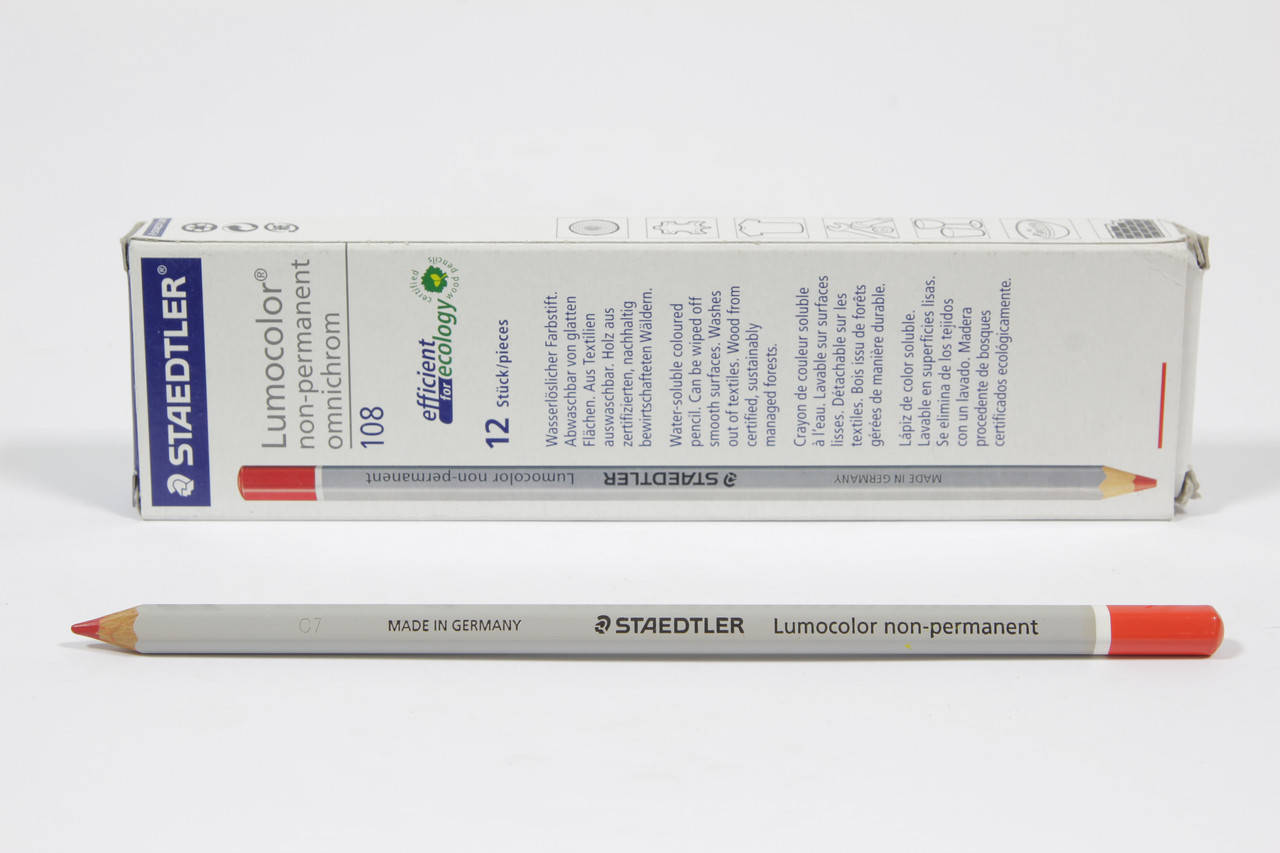 STAEDTLER®
Lumocolor®
non-permanent
omnichrom
108
efficient
for ecology
certified
wood pencils
12 Stück/pieces
Wasserlöslicher Farbstift.
Abwaschbar von glatten
Flächen. Aus Textilien
auswaschbar. Holz aus
zertifizierten, nachhaltig
bewirtschafteten Wäldern.
Water-soluble coloured
pencil. Can be wiped off
smooth surfaces. Washes
out of textiles. Wood from
certified, sustainably
managed forests.
Crayon de couleur soluble
à l'eau. Lavable sur surfaces
lisses. Détachable sur les
textiles. Bois issu de forêts
gérées de manière durable.
Lápiz de color soluble.
Lavable en superficies lisas.
Se elimina de los tejidos
con un lavado. Madera
procedente de bosques
certificados ecológicamente.
MADE IN GERMANY STAEDTLER Lumocolor non-permanent
C7 MADE IN GERMANY STAEDTLER Lumocolor non-permanent